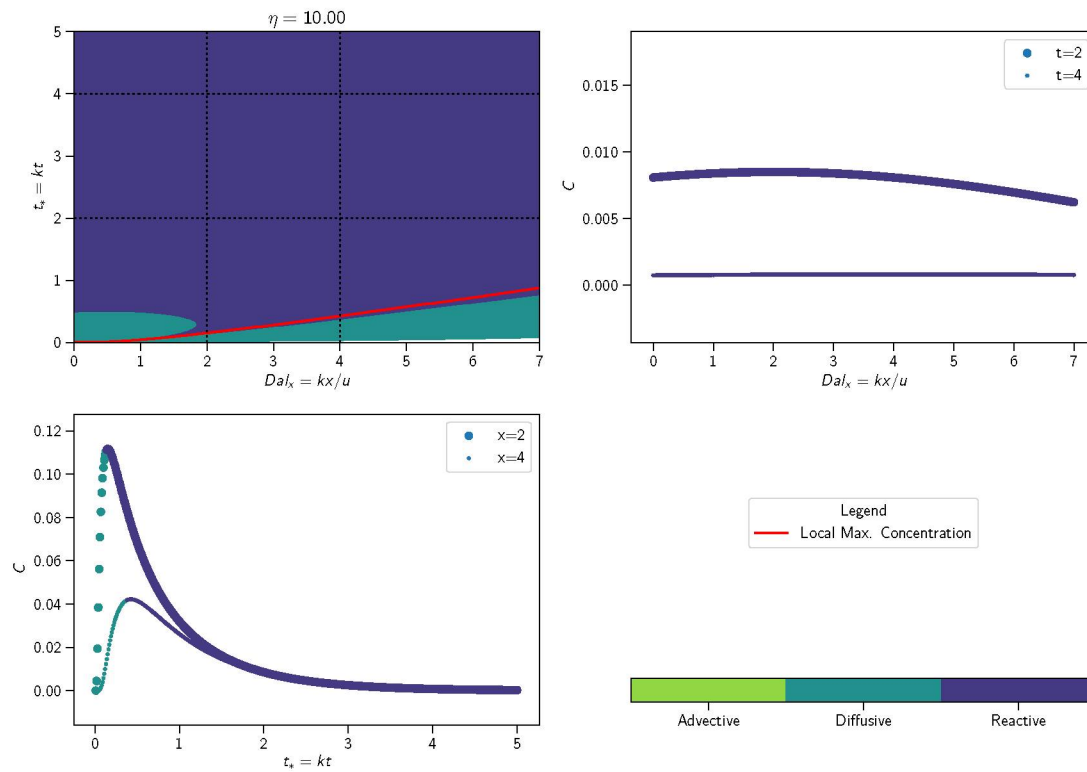 η = 10.00
5
4
3
2
1
0
t* = kt
0 1 2 3 4 5 6 7
DaI_x = kx/u
t=2
t=4
0.015
0.010
0.005
0.000
C
0 1 2 3 4 5 6 7
DaI_x = kx/u
x=2
x=4
0.12
0.10
0.08
0.06
0.04
0.02
0.00
C
0 1 2 3 4 5
t* = kt
Legend
Local Max. Concentration
Advective Diffusive Reactive